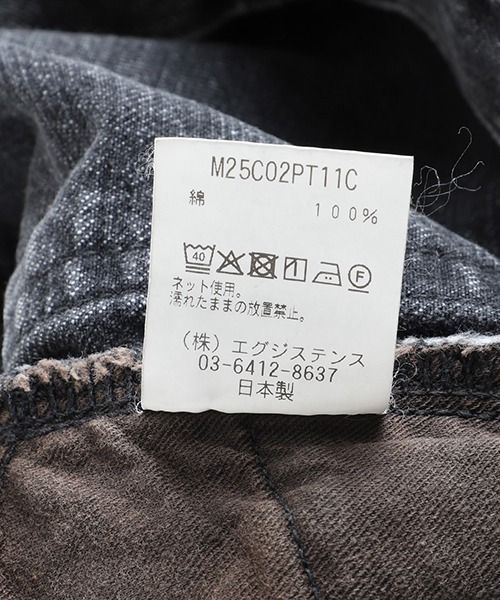 M25C02PT11C
綿 100%
40 F
ネット使用。
濡れたままの放置禁止。
(株) エグジステンス
03-6412-8637
日本製